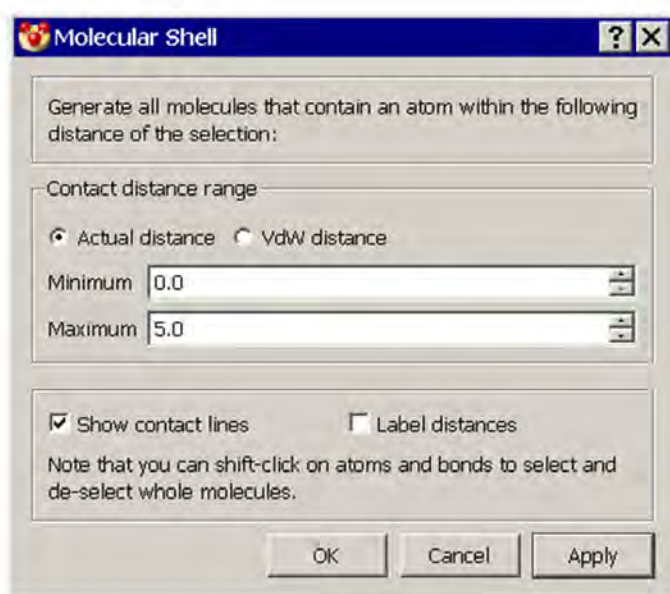 Molecular Shell
Generate all molecules that contain an atom within the following
distance of the selection:
Contact distance range
Actual distance VdW distance
Minimum 0.0
Maximum 5.0
Show contact lines Label distances
Note that you can shift-click on atoms and bonds to select and
de-select whole molecules.
OK Cancel Apply